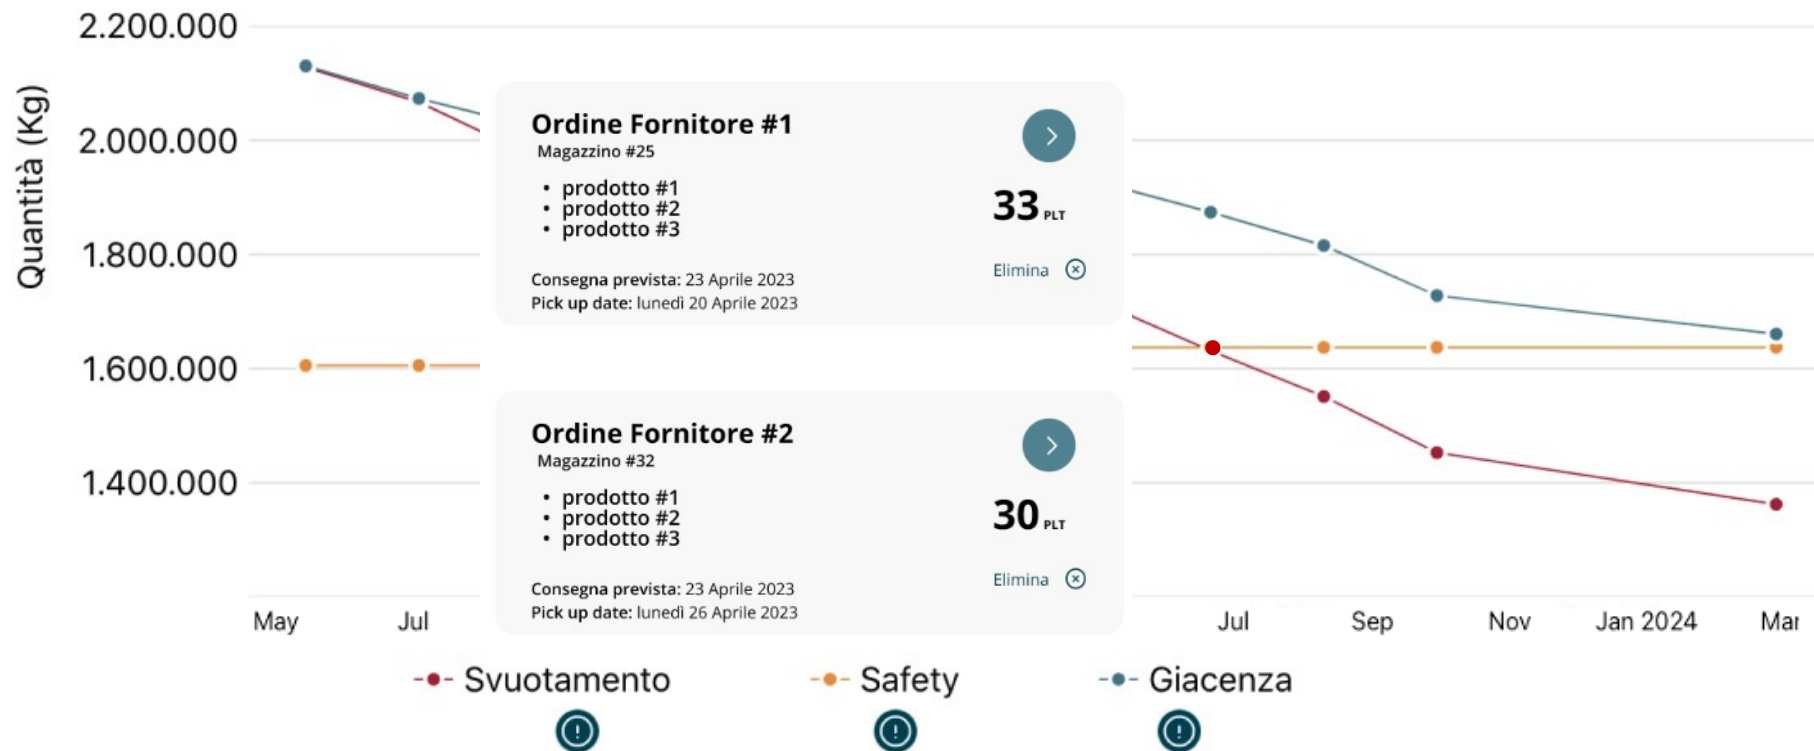 2.200.000
2.000.000
1.800.000
1.600.000
1.400.000
Quantità (Kg)
Ordine Fornitore #1
Magazzino #25
• prodotto #1
• prodotto #2
• prodotto #3
33 PLT
Elimina
Consegna prevista: 23 Aprile 2023
Pick up date: lunedì 20 Aprile 2023
Ordine Fornitore #2
Magazzino #32
• prodotto #1
• prodotto #2
• prodotto #3
30 PLT
Elimina
Consegna prevista: 23 Aprile 2023
Pick up date: lunedì 26 Aprile 2023
May Jul Jul Sep Nov Jan 2024 Mar
Svuotamento Safety Giacenza
! ! !